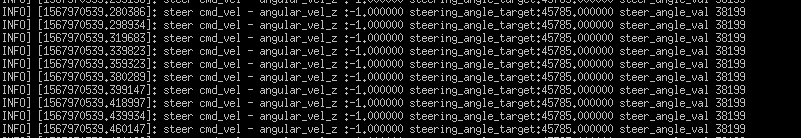 INFO] [1567970539.280386]: steer cmd_vel - angular_vel_z :-1.000000 steering_angle_target:45785.000000 steer_angle_val 38199
INFO] [1567970539.298934]: steer cmd_vel - angular_vel_z :-1.000000 steering_angle_target:45785.000000 steer_angle_val 38199
INFO] [1567970539.319683]: steer cmd_vel - angular_vel_z :-1.000000 steering_angle_target:45785.000000 steer_angle_val 38199
INFO] [1567970539.339823]: steer cmd_vel - angular_vel_z :-1.000000 steering_angle_target:45785.000000 steer_angle_val 38199
INFO] [1567970539.359323]: steer cmd_vel - angular_vel_z :-1.000000 steering_angle_target:45785.000000 steer_angle_val 38199
INFO] [1567970539.380289]: steer cmd_vel - angular_vel_z :-1.000000 steering_angle_target:45785.000000 steer_angle_val 38199
INFO] [1567970539.399147]: steer cmd_vel - angular_vel_z :-1.000000 steering_angle_target:45785.000000 steer_angle_val 38199
INFO] [1567970539.418997]: steer cmd_vel - angular_vel_z :-1.000000 steering_angle_target:45785.000000 steer_angle_val 38199
INFO] [1567970539.439934]: steer cmd_vel - angular_vel_z :-1.000000 steering_angle_target:45785.000000 steer_angle_val 38199
INFO] [1567970539.460147]: steer cmd_vel - angular_vel_z :-1.000000 steering_angle_target:45785.000000 steer_angle_val 38199